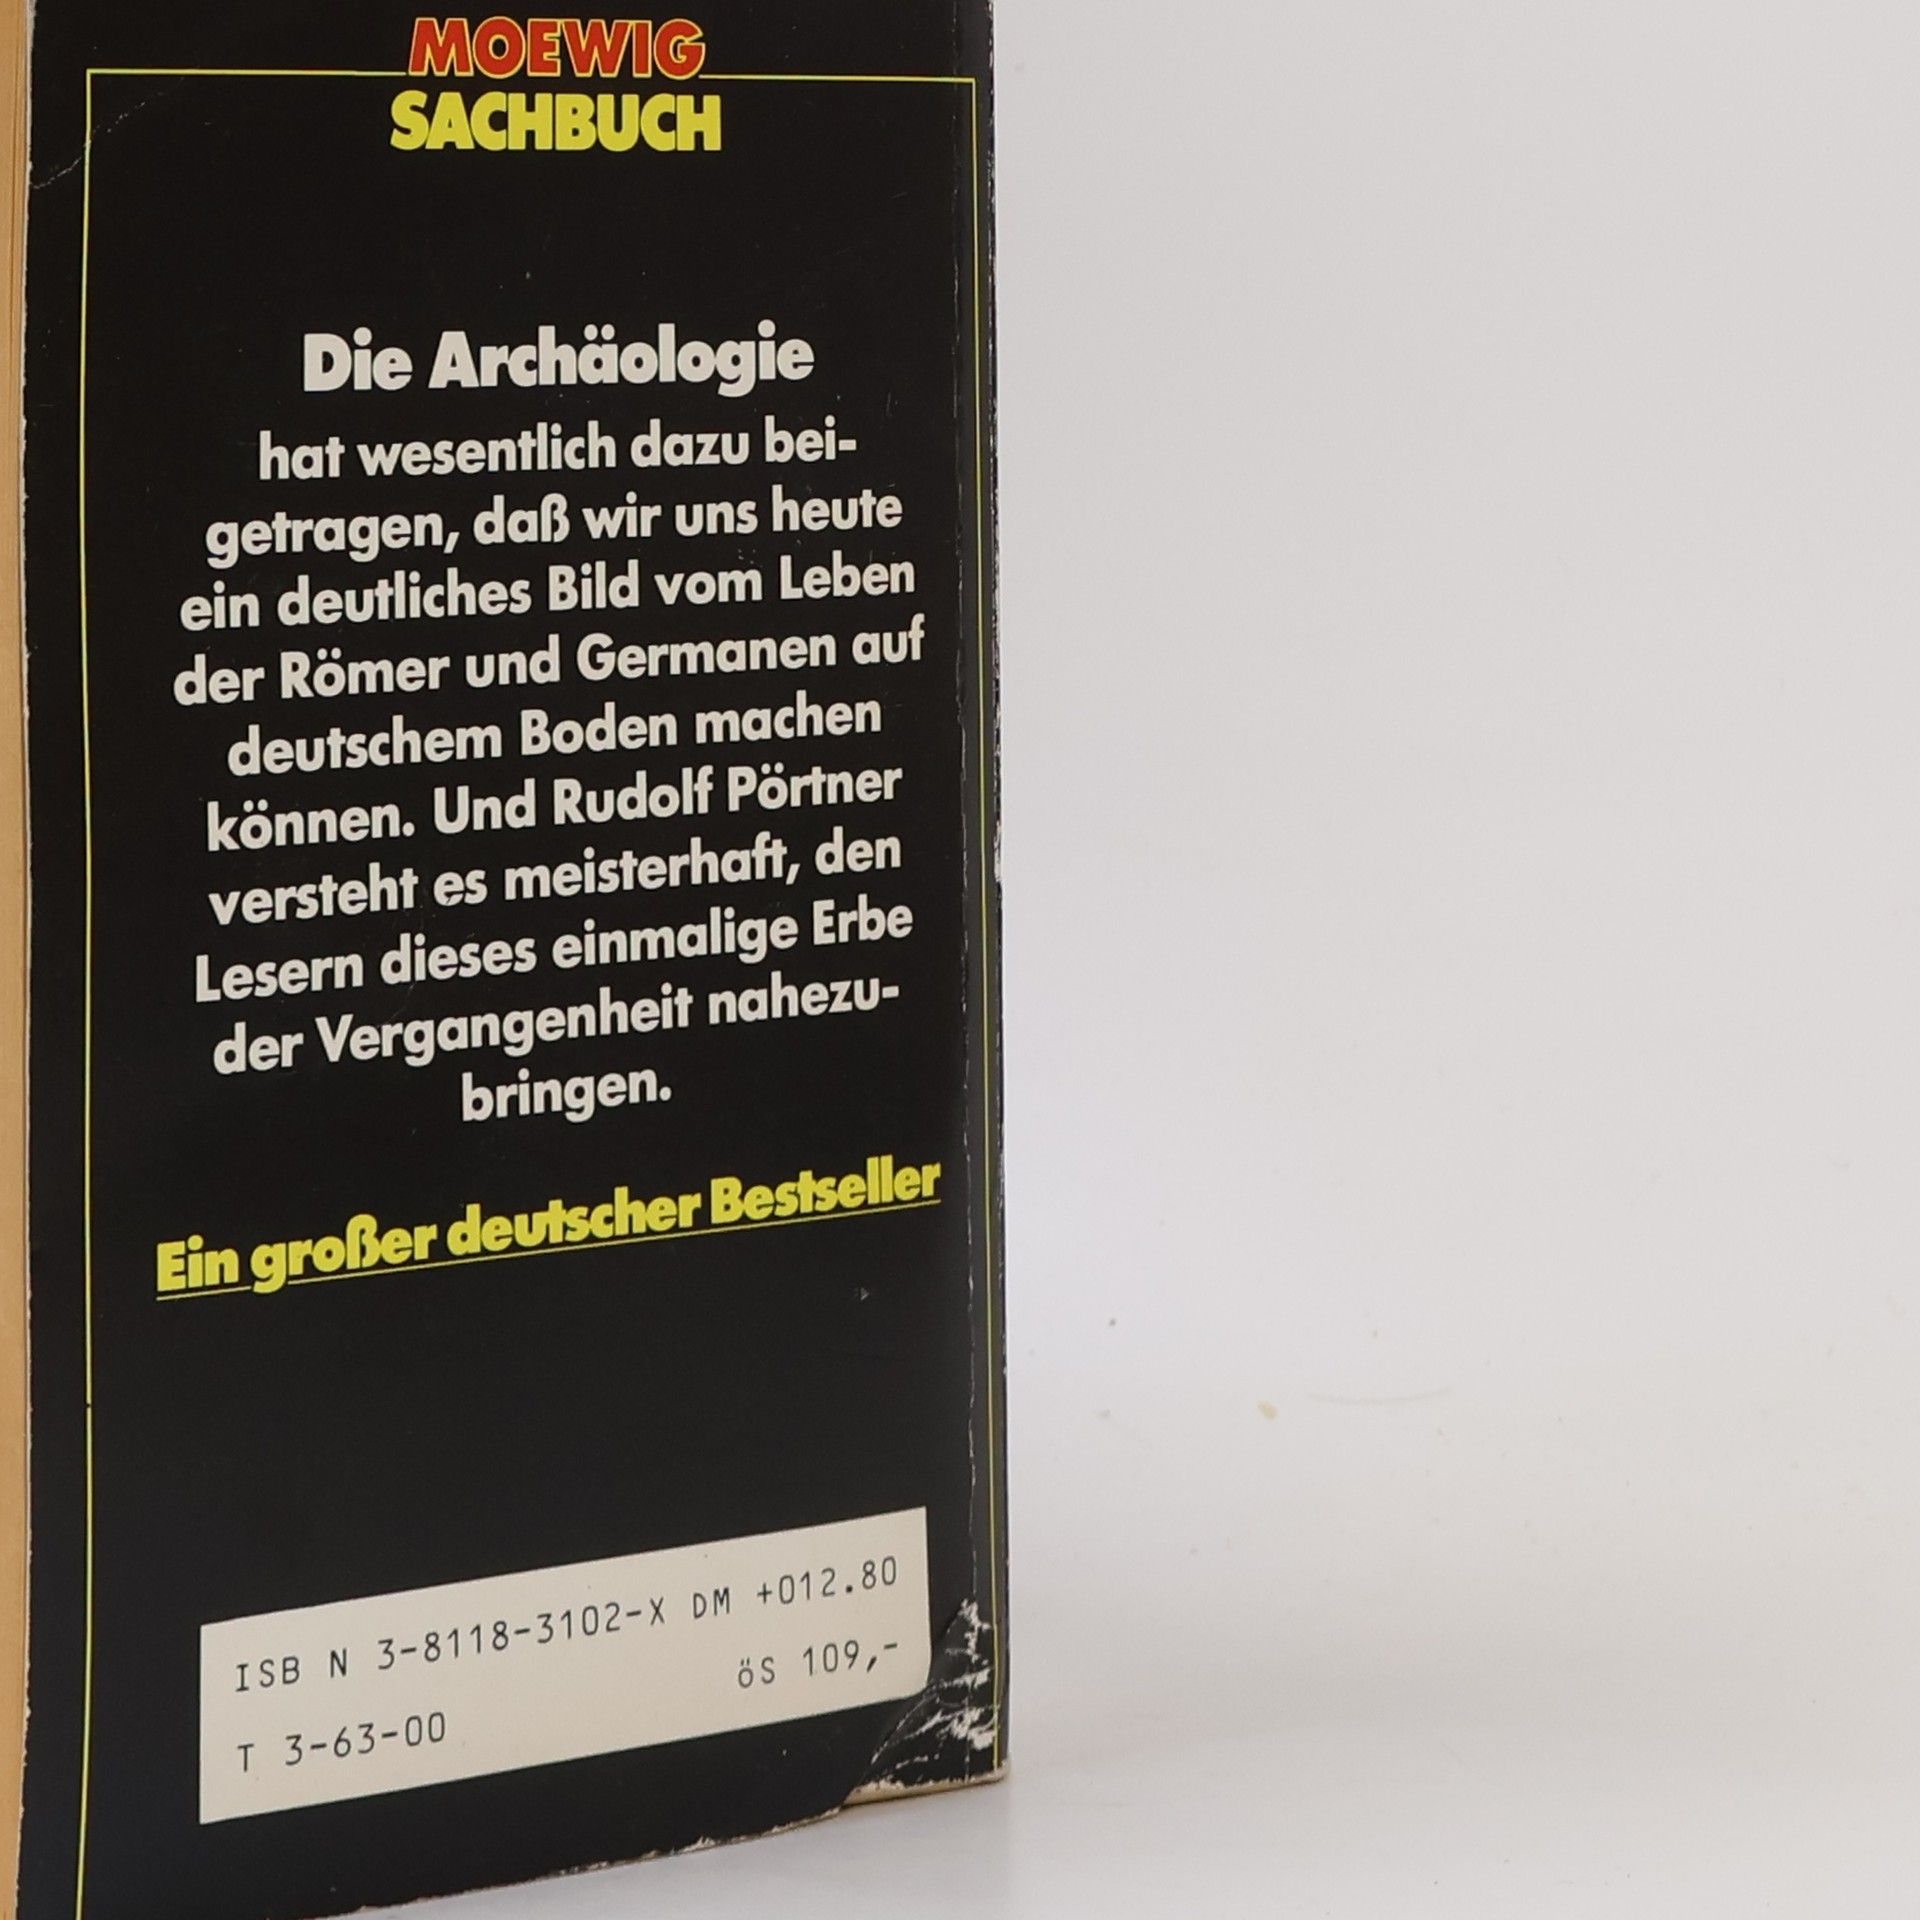 MOEWIG
SACHBUCH
Die Archäologie
hat wesentlich dazu bei-
getragen, daß wir uns heute
ein deutliches Bild vom Leben
der Römer und Germanen auf
deutschem Boden machen
können. Und Rudolf Pörtner
versteht es meisterhaft, den
Lesern dieses einmalige Erbe
der Vergangenheit nahezu-
bringen.
Ein großer deutscher Bestseller
ISB N 3-8118-3102-X DM +012.80
öS 109,-
T 3-63-00